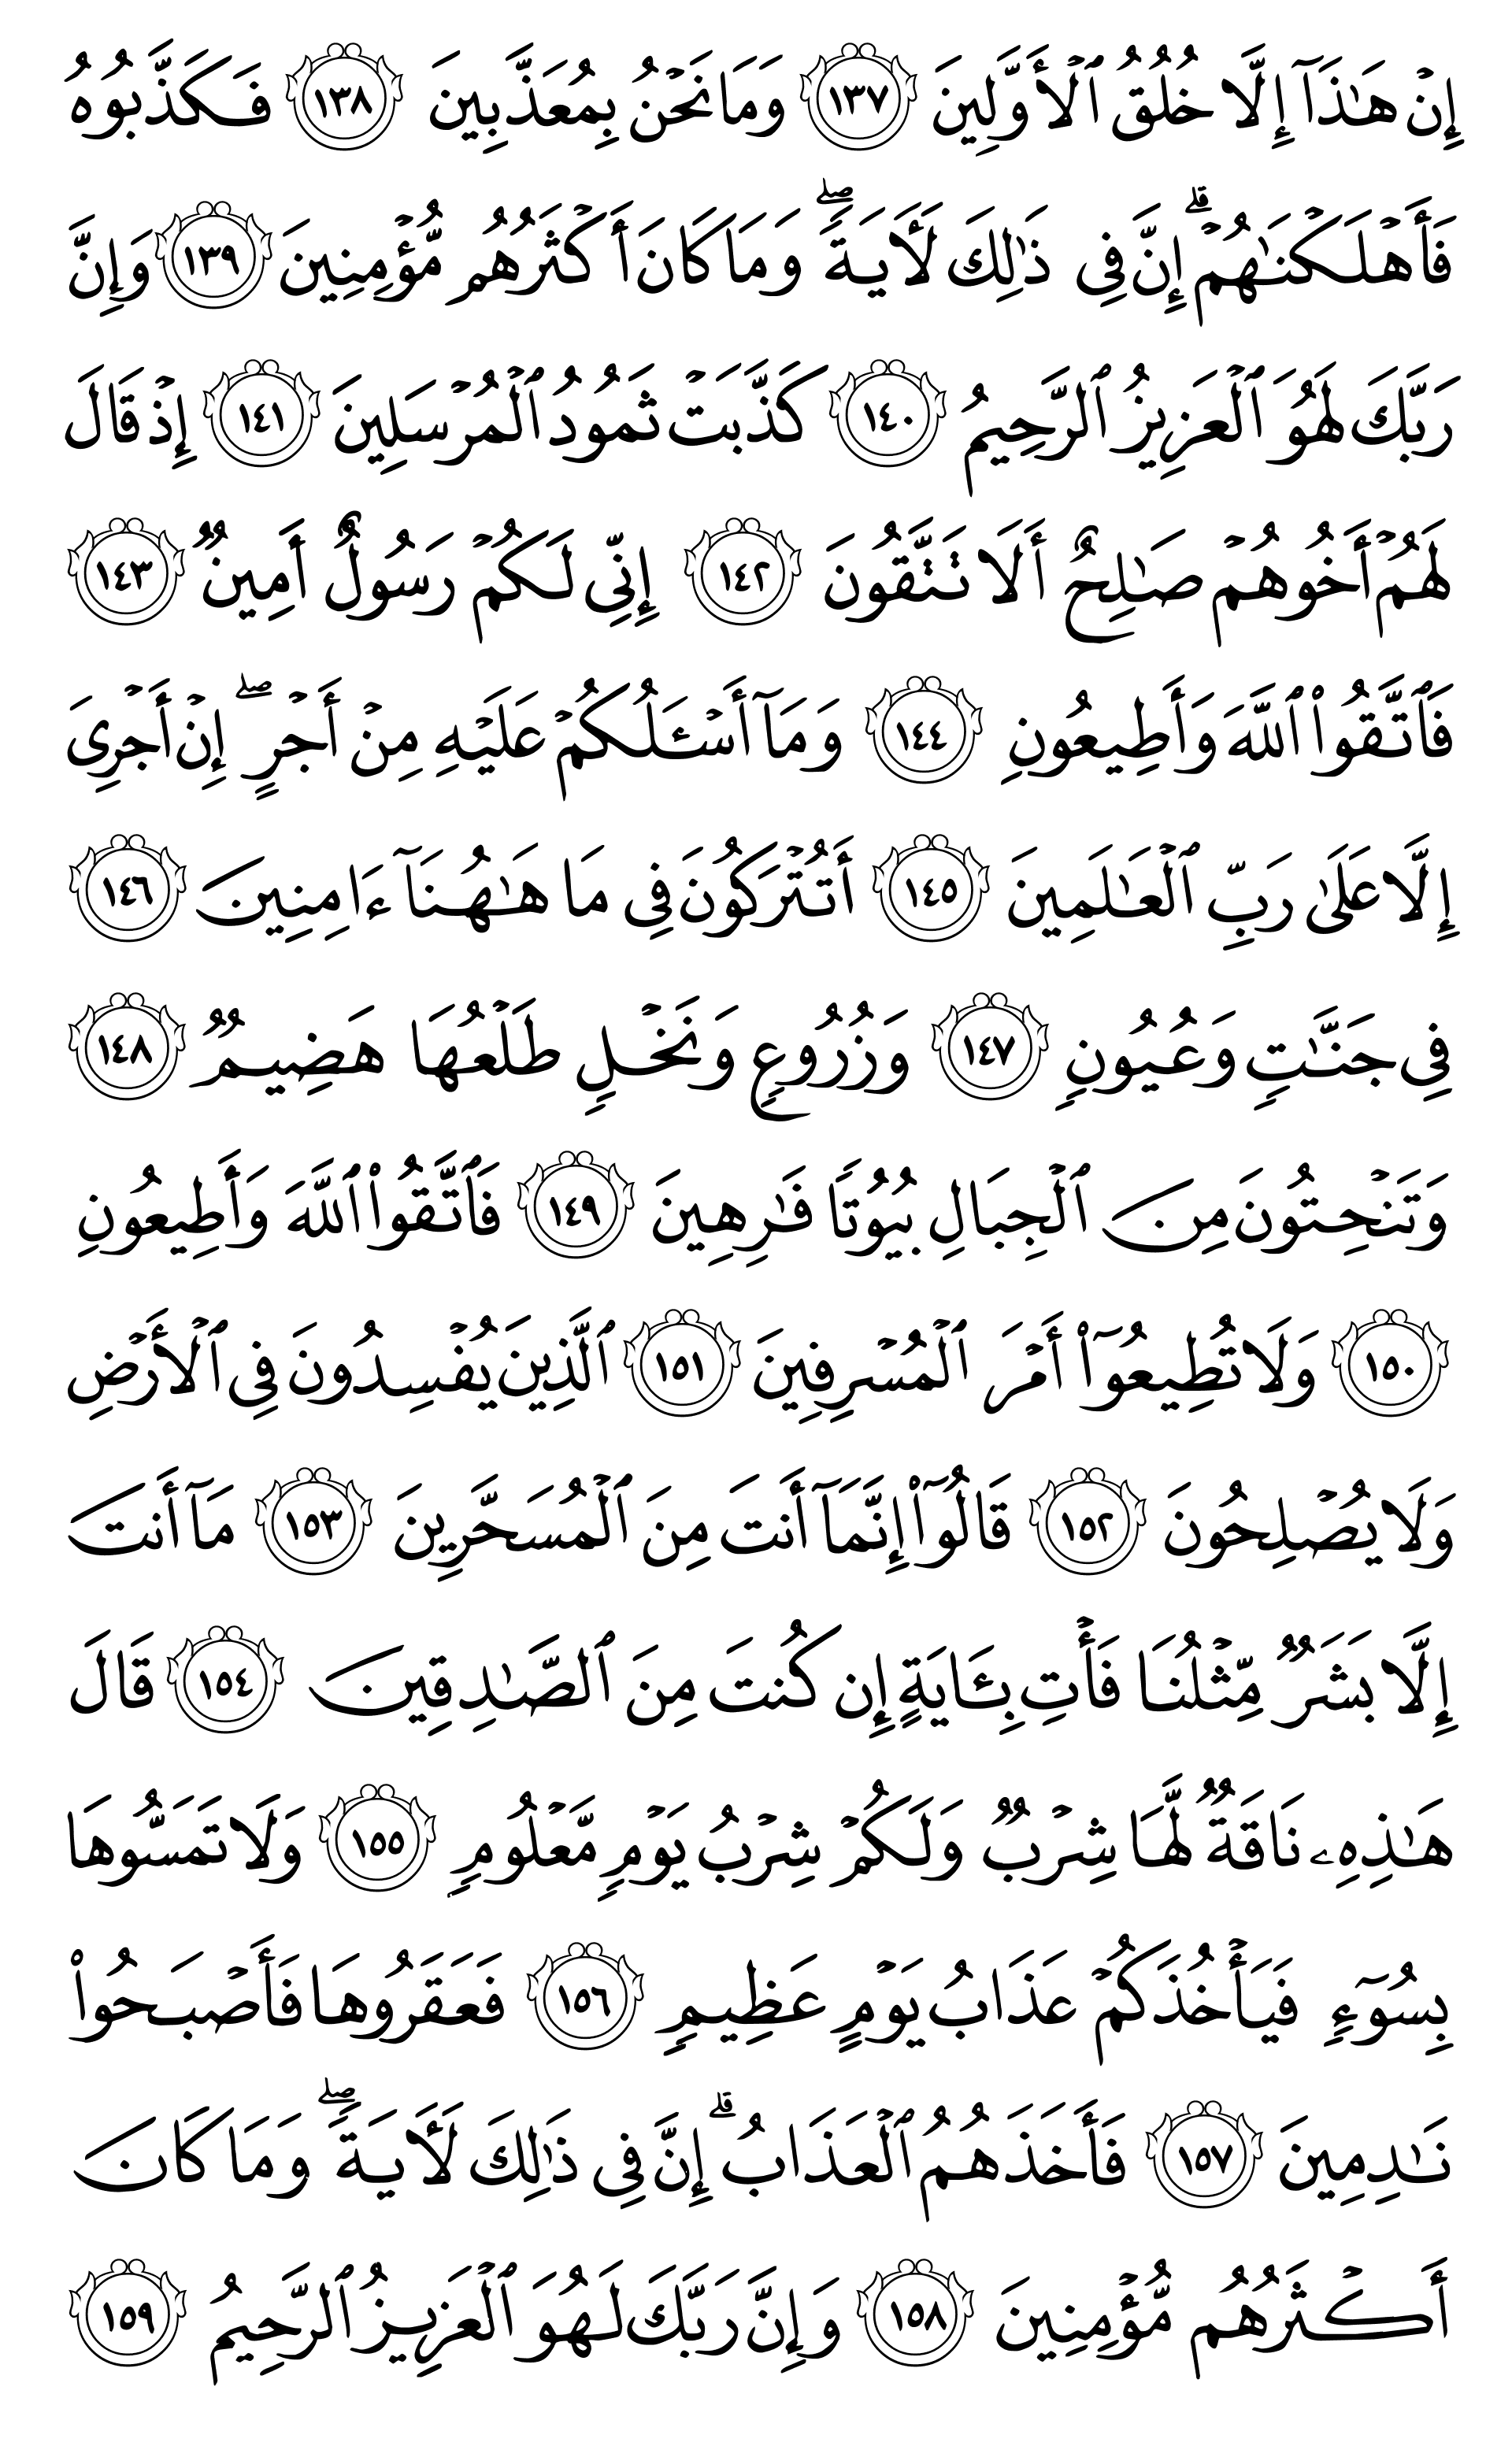 إِنۡ هَٰذَآ إِلَّا خُلُقُ ٱلۡأَوَّلِينَ ١٣٧ وَمَا نَحۡنُ بِمُعَذَّبِينَ ١٣٨ فَكَذَّبُوهُ
فَأَهۡلَكۡنَٰهُمۡۚ إِنَّ فِي ذَٰلِكَ لَأٓيَةٗۖ وَمَا كَانَ أَكۡثَرُهُم مُّؤۡمِنِينَ ١٣٩ وَإِنَّ
رَبَّكَ لَهُوَ ٱلۡعَزِيزُ ٱلرَّحِيمُ ١٤٠ كَذَّبَتۡ ثَمُودُ ٱلۡمُرۡسَلِينَ ١٤١ إِذۡ قَالَ
لَهُمۡ أَخُوهُمۡ صَٰلِحٌ أَلَا تَتَّقُونَ ١٤٢ إِنِّي لَكُمۡ رَسُولٌ أَمِينٞ ١٤٣
فَٱتَّقُواْ ٱللَّهَ وَأَطِيعُونِ ١٤٤ وَمَآ أَسۡـَٔلُكُمۡ عَلَيۡهِ مِنۡ أَجۡرٍۖ إِنۡ أَجۡرِيَ
إِلَّا عَلَىٰ رَبِّ ٱلۡعَٰلَمِينَ ١٤٥ أَتُتۡرَكُونَ فِي مَا هَٰهُنَآ ءَامِنِينَ ١٤٦
فِي جَنَّٰتٖ وَعُيُونٖ ١٤٧ وَزُرُوعٖ وَنَخۡلٖ طَلۡعُهَا هَضِيمٞ ١٤٨
وَتَنۡحِتُونَ مِنَ ٱلۡجِبَالِ بُيُوتٗا فَٰرِهِينَ ١٤٩ فَٱتَّقُواْ ٱللَّهَ وَأَطِيعُونِ
١٥٠ وَلَا تُطِيعُوٓاْ أَمۡرَ ٱلۡمُسۡرِفِينَ ١٥١ ٱلَّذِينَ يُفۡسِدُونَ فِي ٱلۡأَرۡضِ
وَلَا يُصۡلِحُونَ ١٥٢ قَالُوٓاْ إِنَّمَآ أَنتَ مِنَ ٱلۡمُسَحَّرِينَ ١٥٣ مَآ أَنتَ
إِلَّا بَشَرٞ مِّثۡلُنَا فَأۡتِ بِـَٔايَةٍ إِن كُنتَ مِنَ ٱلصَّٰدِقِينَ ١٥٤ قَالَ
هَٰذِهِۦ نَاقَةٞ لَّهَا شِرۡبٞ وَلَكُمۡ شِرۡبُ يَوۡمٖ مَّعۡلُومٖ ١٥٥ وَلَا تَمَسُّوهَا
بِسُوٓءٖ فَيَأۡخُذَكُمۡ عَذَابُ يَوۡمٍ عَظِيمٖ ١٥٦ فَعَقَرُوهَا فَأَصۡبَحُواْ
نَٰدِمِينَ ١٥٧ فَأَخَذَهُمُ ٱلۡعَذَابُۚ إِنَّ فِي ذَٰلِكَ لَأٓيَةٗۖ وَمَا كَانَ
أَكۡثَرُهُم مُّؤۡمِنِينَ ١٥٨ وَإِنَّ رَبَّكَ لَهُوَ ٱلۡعَزِيزُ ٱلرَّحِيمُ ١٥٩